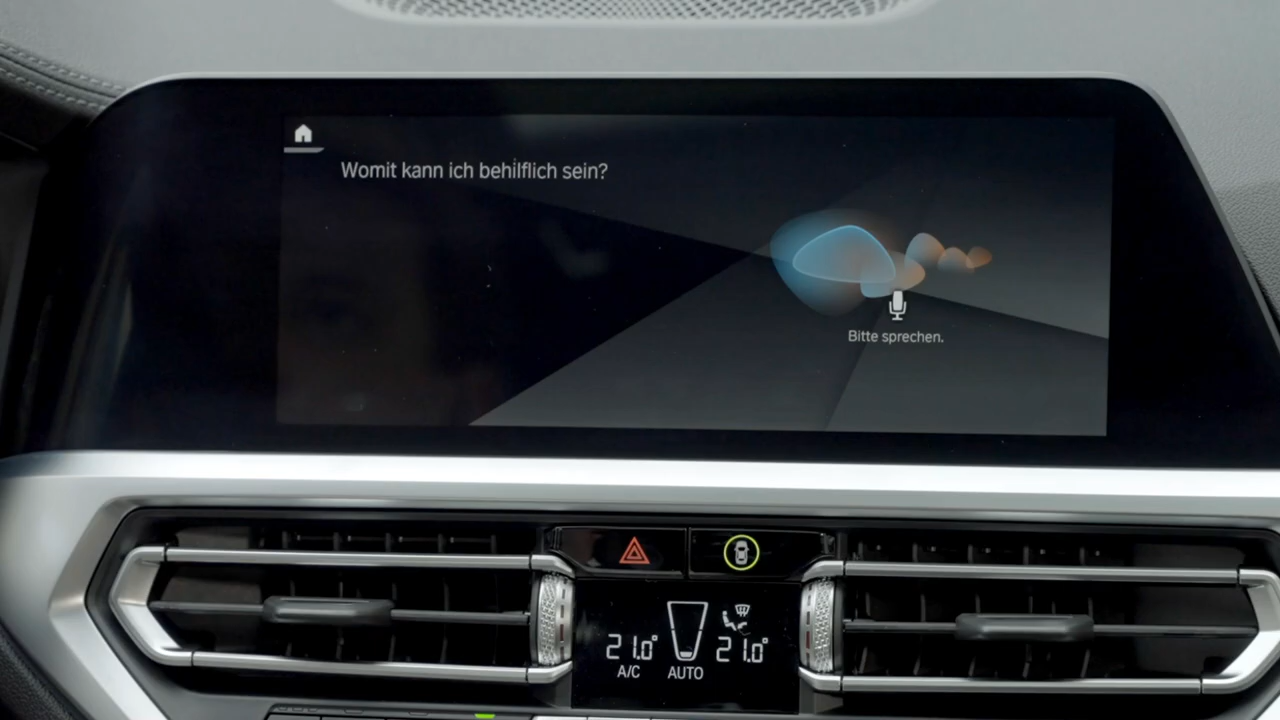 Womit kann ich behilflich sein?
Bitte sprechen.
21.0° 21.0°
A/C AUTO